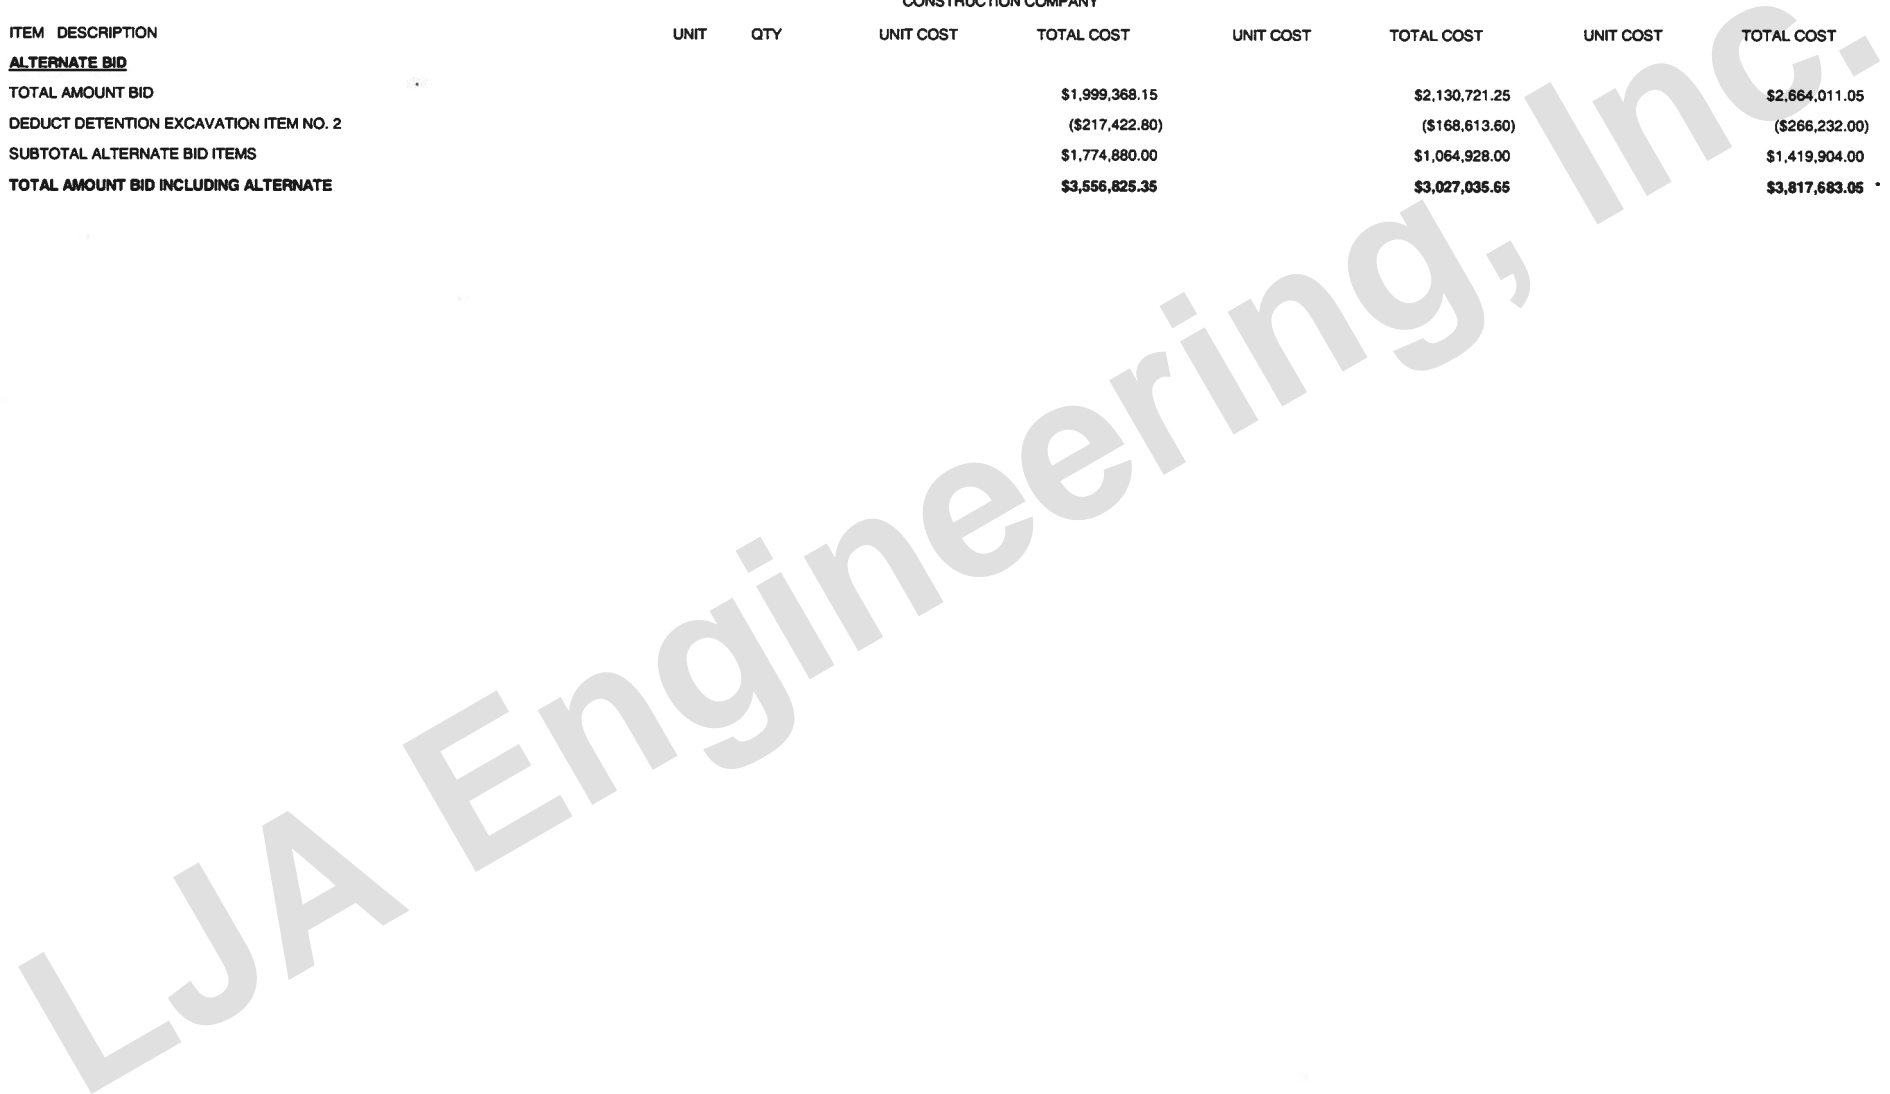 CONSTRUCTION COMPANY
ITEM DESCRIPTION UNIT QTY UNIT COST TOTAL COST UNIT COST TOTAL COST UNIT COST TOTAL COST
ALTERNATE BID
TOTAL AMOUNT BID $1,999,368.15 $2,130,721.25 $2,664,011.05
DEDUCT DETENTION EXCAVATION ITEM NO. 2 ($217,422.80) ($168,613.60) ($266,232.00)
SUBTOTAL ALTERNATE BID ITEMS $1,774,880.00 $1,064,928.00 $1,419,904.00
TOTAL AMOUNT BID INCLUDING ALTERNATE $3,556,825.35 $3,027,035.65 $3,817,683.05 *
LJA Engineering, Inc.